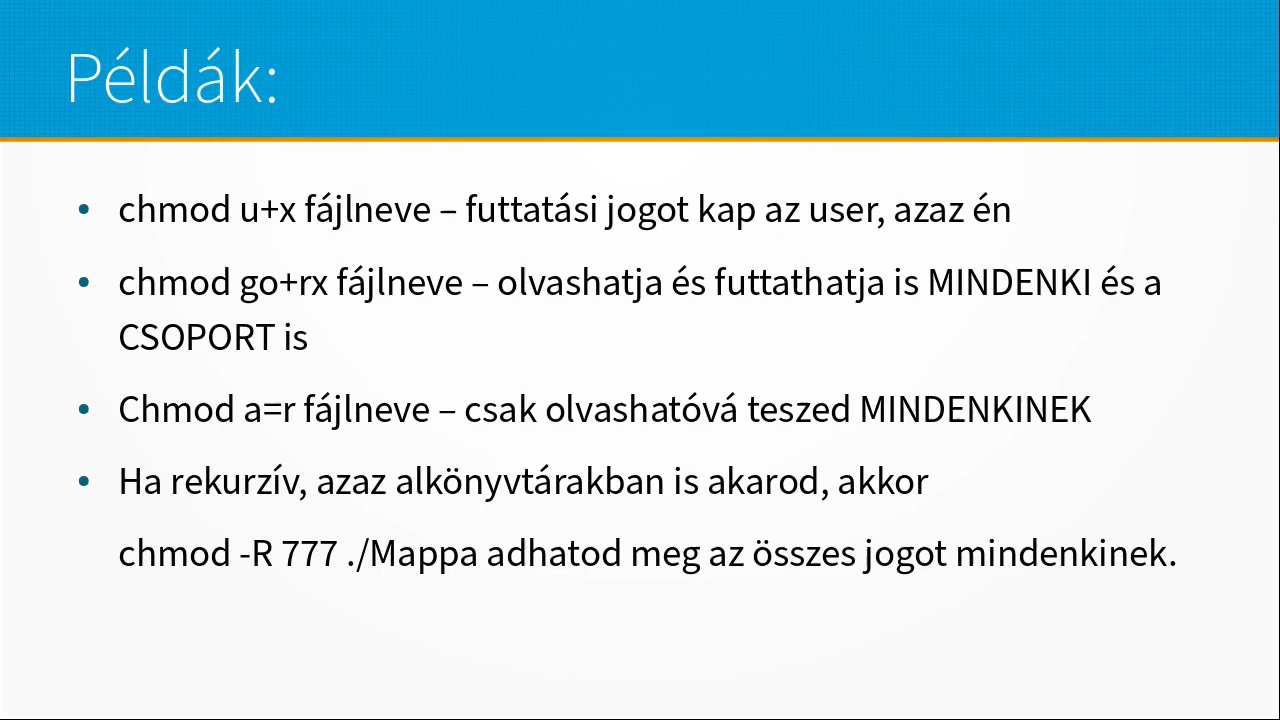 Példák:
• chmod u+x fájlneve – futtatási jogot kap az user, azaz én
• chmod go+rx fájlneve – olvashatja és futtathatja is MINDENKI és a
CSOPORT is
• Chmod a=r fájlneve – csak olvashatóvá teszed MINDENKINEK
• Ha rekurzív, azaz alkönyvtárakban is akarod, akkor
chmod -R 777 ./Mappa adhatod meg az összes jogot mindenkinek.